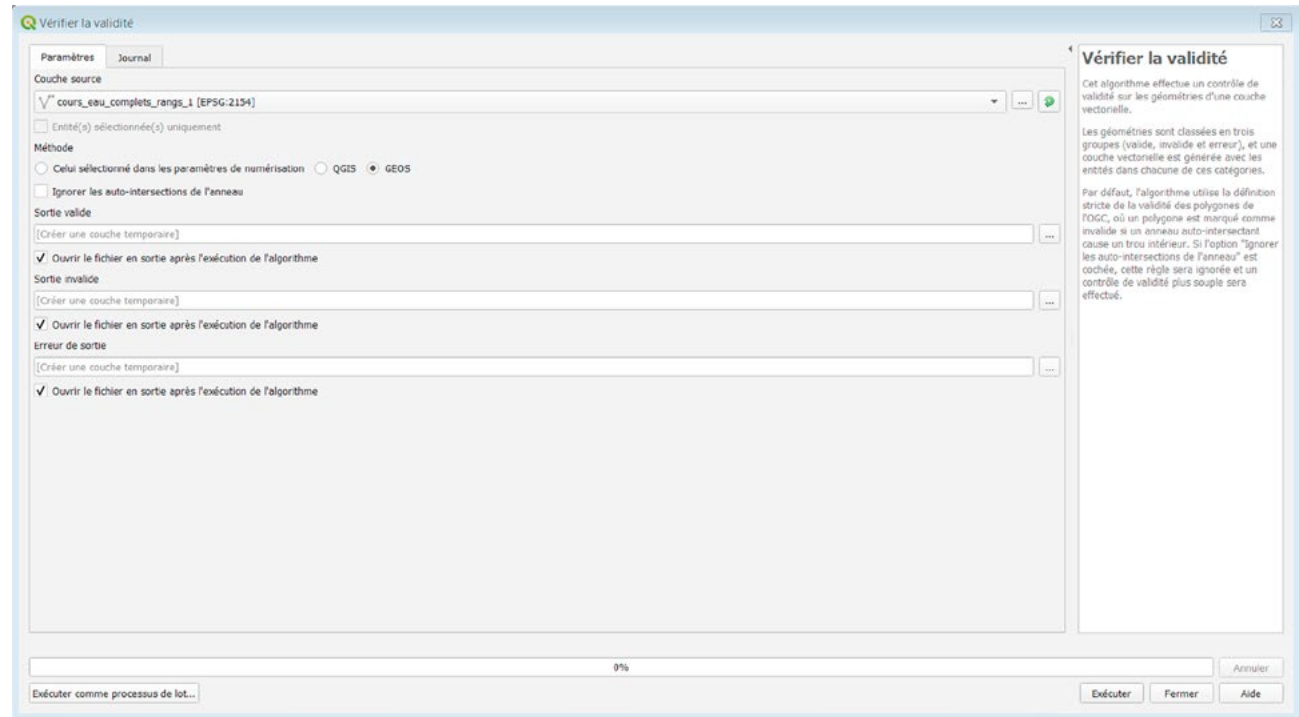 Vérifier la validité
Paramètres Journal
Couche source
cours_eau_complets_rangs_1 [EPSG:2154]
...
Entité(s) sélectionnée(s) uniquement
Méthode
Celui sélectionné dans les paramètres de numérisation QGIS GEOS
Ignorer les auto-intersections de l'anneau
Sortie valide
[Créer une couche temporaire]
...
Ouvrir le fichier en sortie après l'exécution de l'algorithme
Sortie invalide
[Créer une couche temporaire]
...
Ouvrir le fichier en sortie après l'exécution de l'algorithme
Erreur de sortie
[Créer une couche temporaire]
...
Ouvrir le fichier en sortie après l'exécution de l'algorithme
Vérifier la validité
Cet algorithme effectue un contrôle de
validité sur les géométries d'une couche
vectorielle.
Les géométries sont classées en trois
groupes (valide, invalide et erreur), et une
couche vectorielle est générée avec les
entités dans chacune de ces catégories.
Par défaut, l'algorithme utilise la définition
stricte de la validité des polygones de
l'OGC, où un polygone est marqué comme
invalide si un anneau auto-intersectant
cause un trou intérieur. Si l'option "Ignorer
les auto-intersections de l'anneau" est
cochée, cette règle sera ignorée et un
contrôle de validité plus souple sera
effectué.
0%
Annuler
Exécuter comme processus de lot...
Exécuter Fermer Aide